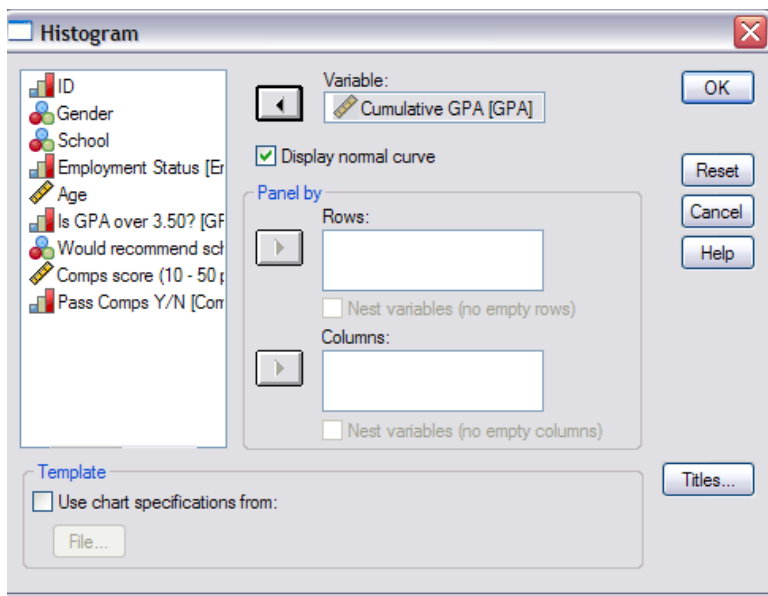 Histogram
ID
Gender
School
Employment Status [Er
Age
Is GPA over 3.50? [GF
Would recommend sch
Comps score (10 - 50 p
Pass Comps Y/N [Com
Variable:
Cumulative GPA [GPA]
Display normal curve
Panel by
Rows:
Nest variables (no empty rows)
Columns:
Nest variables (no empty columns)
OK
Reset
Cancel
Help
Template
Use chart specifications from:
File...
Titles...